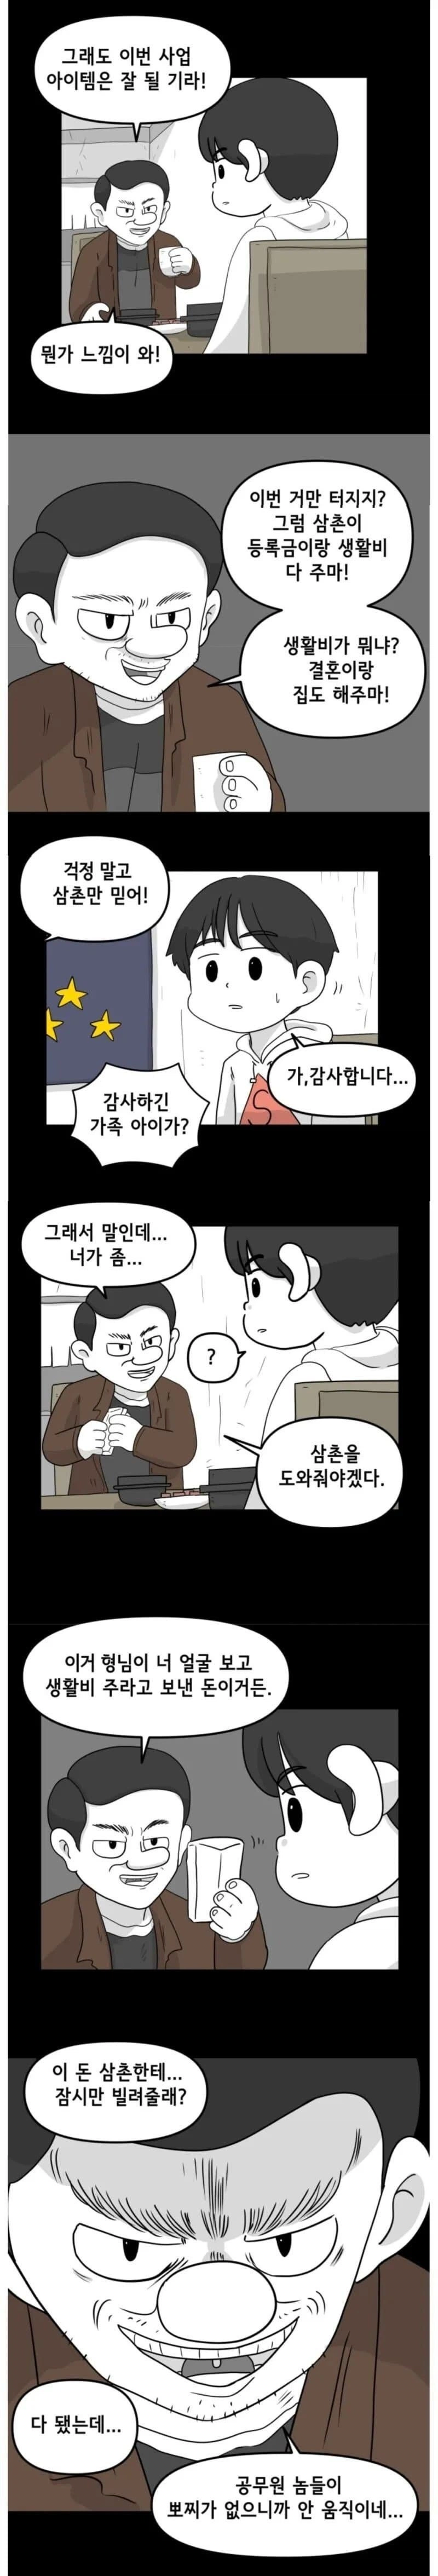 그래도 이번 사업
아이템은 잘 될 기라!
뭔가 느낌이 와!
이번 거만 터지지?
그럼 삼촌이
등록금이랑 생활비
다 주마!
생활비가 뭐냐?
결혼이랑
집도 해주마!
걱정 말고
삼촌만 믿어!
가,감사합니다...
감사하긴
가족 아이가?
그래서 말인데...
너가 좀...
?
삼촌을
도와줘야겠다.
이거 형님이 너 얼굴 보고
생활비 주라고 보낸 돈이거든.
이 돈 삼촌한테...
잠시만 빌려줄래?
다 됐는데...
공무원 놈들이
뽀찌가 없으니까 안 움직이네...